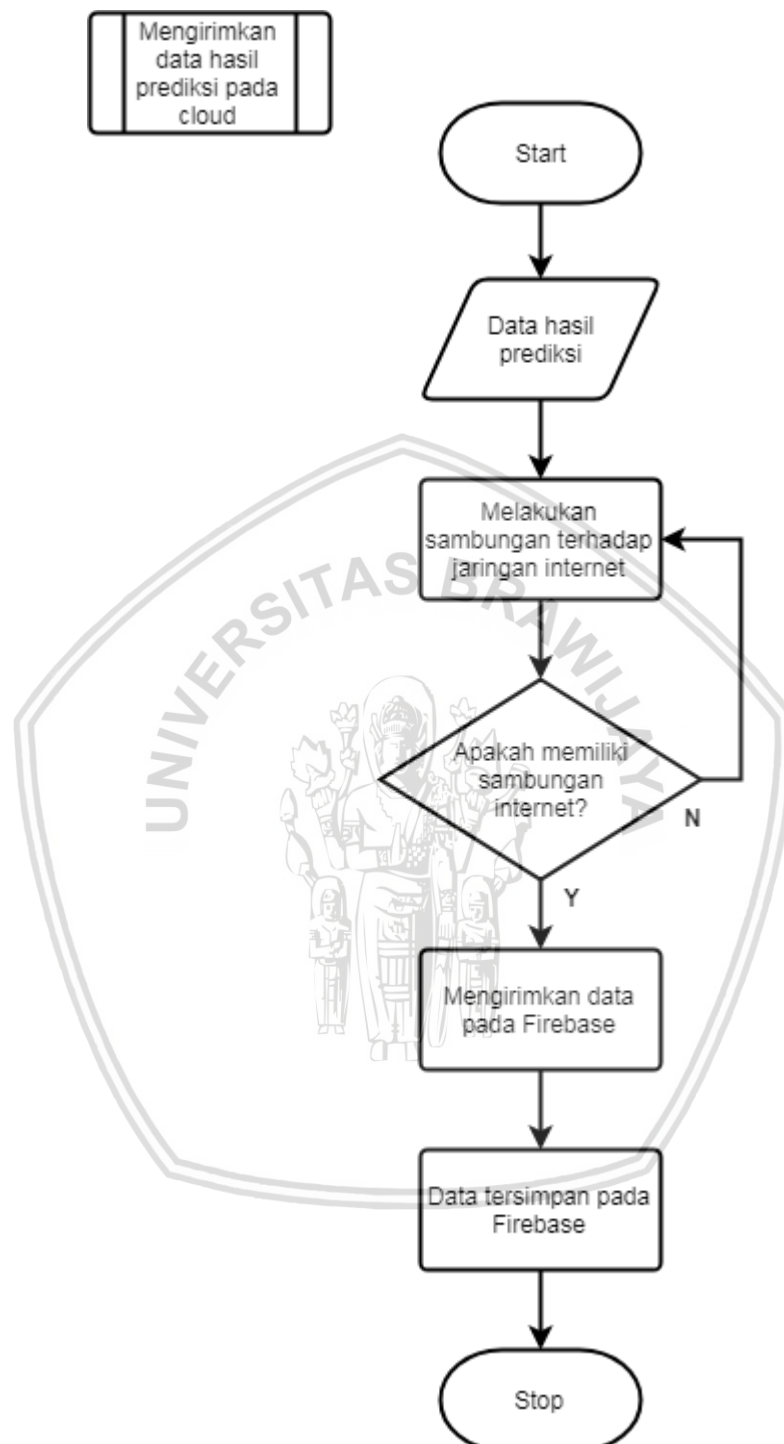 Mengirimkan
data hasil
prediksi pada
cloud
Start
Data hasil
prediksi
Melakukan
sambungan terhadap
jaringan internet
UNIVERSITAS BRAWIJAYA
Apakah memiliki
sambungan
internet?
N
Y
Mengirimkan data
pada Firebase
Data tersimpan pada
Firebase
Stop